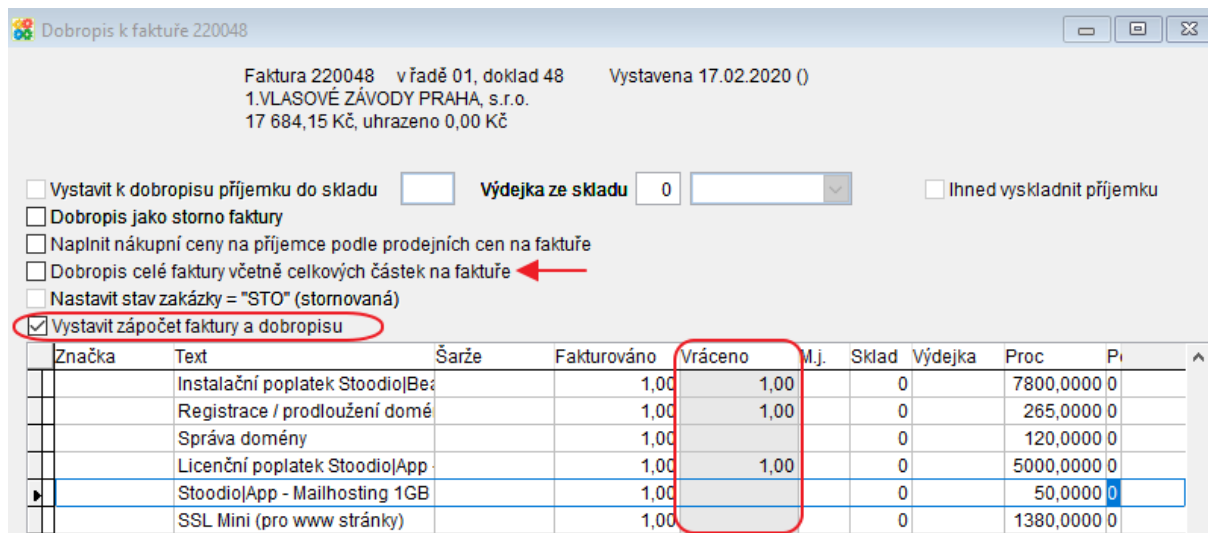 Dobropis k faktuře 220048
Faktura 220048 v řadě 01, doklad 48 Vystavena 17.02.2020 ()
1.VLASOVÉ ZÁVODY PRAHA, s.r.o.
17 684,15 Kč, uhrazeno 0,00 Kč
Vystavit k dobropisu příjemku do skladu Výdejka ze skladu 0 Ihned vyskladnit příjemku
Dobropis jako storno faktury
Naplnit nákupní ceny na příjemce podle prodejních cen na faktuře
Dobropis celé faktury včetně celkových částek na faktuře
Nastavit stav zakázky = "STO" (stornovaná)
Vystavit zápočet faktury a dobropisu
Značka Text Šarže Fakturováno Vráceno M.j. Sklad Výdejka Proc
Instalační poplatek Stoodio|Bea 1,00 1,00 0 7800,0000 0
Registrace / prodloužení domé 1,00 1,00 0 265,0000 0
Správa domény 1,00 0 120,0000 0
Licenční poplatek Stoodio|App - 1,00 1,00 0 5000,0000 0
Stoodio|App - Mailhosting 1GB 1,00 0 50,0000 0
SSL Mini (pro www stránky) 1,00 0 1380,0000 0